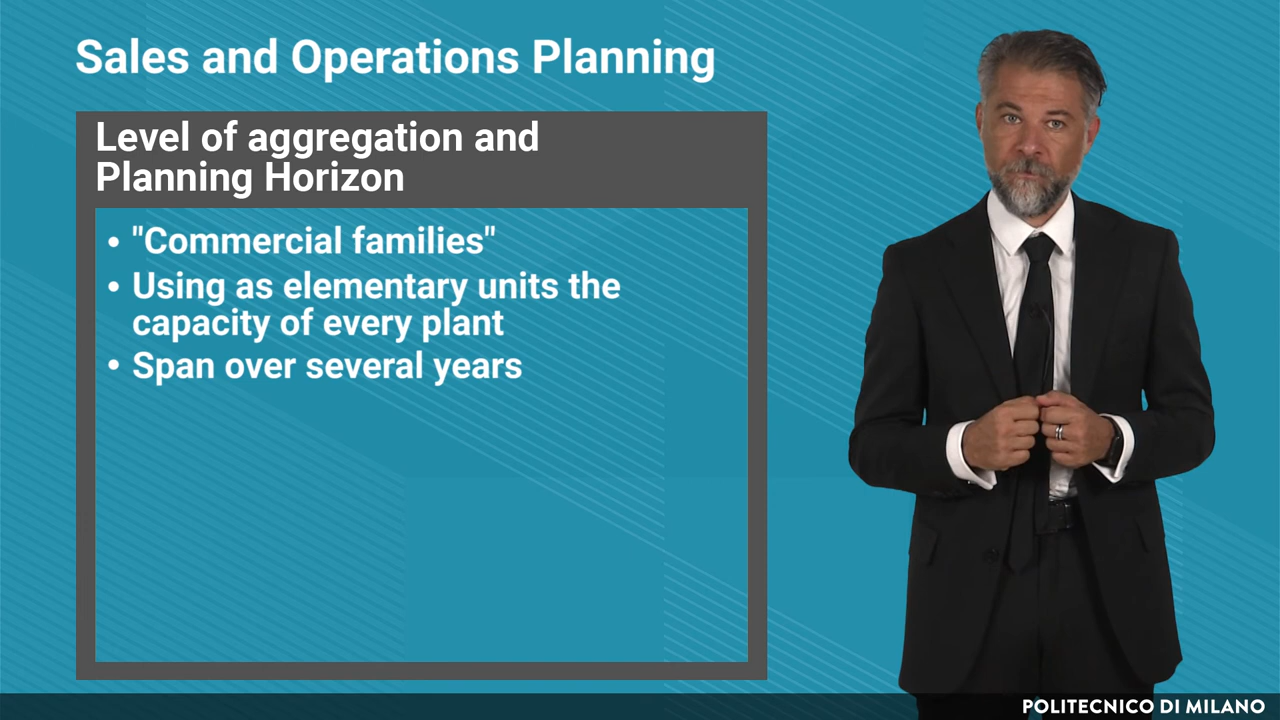 Sales and Operations Planning
Level of aggregation and
Planning Horizon
• "Commercial families"
• Using as elementary units the
capacity of every plant
• Span over several years
POLITECNICO DI MILANO